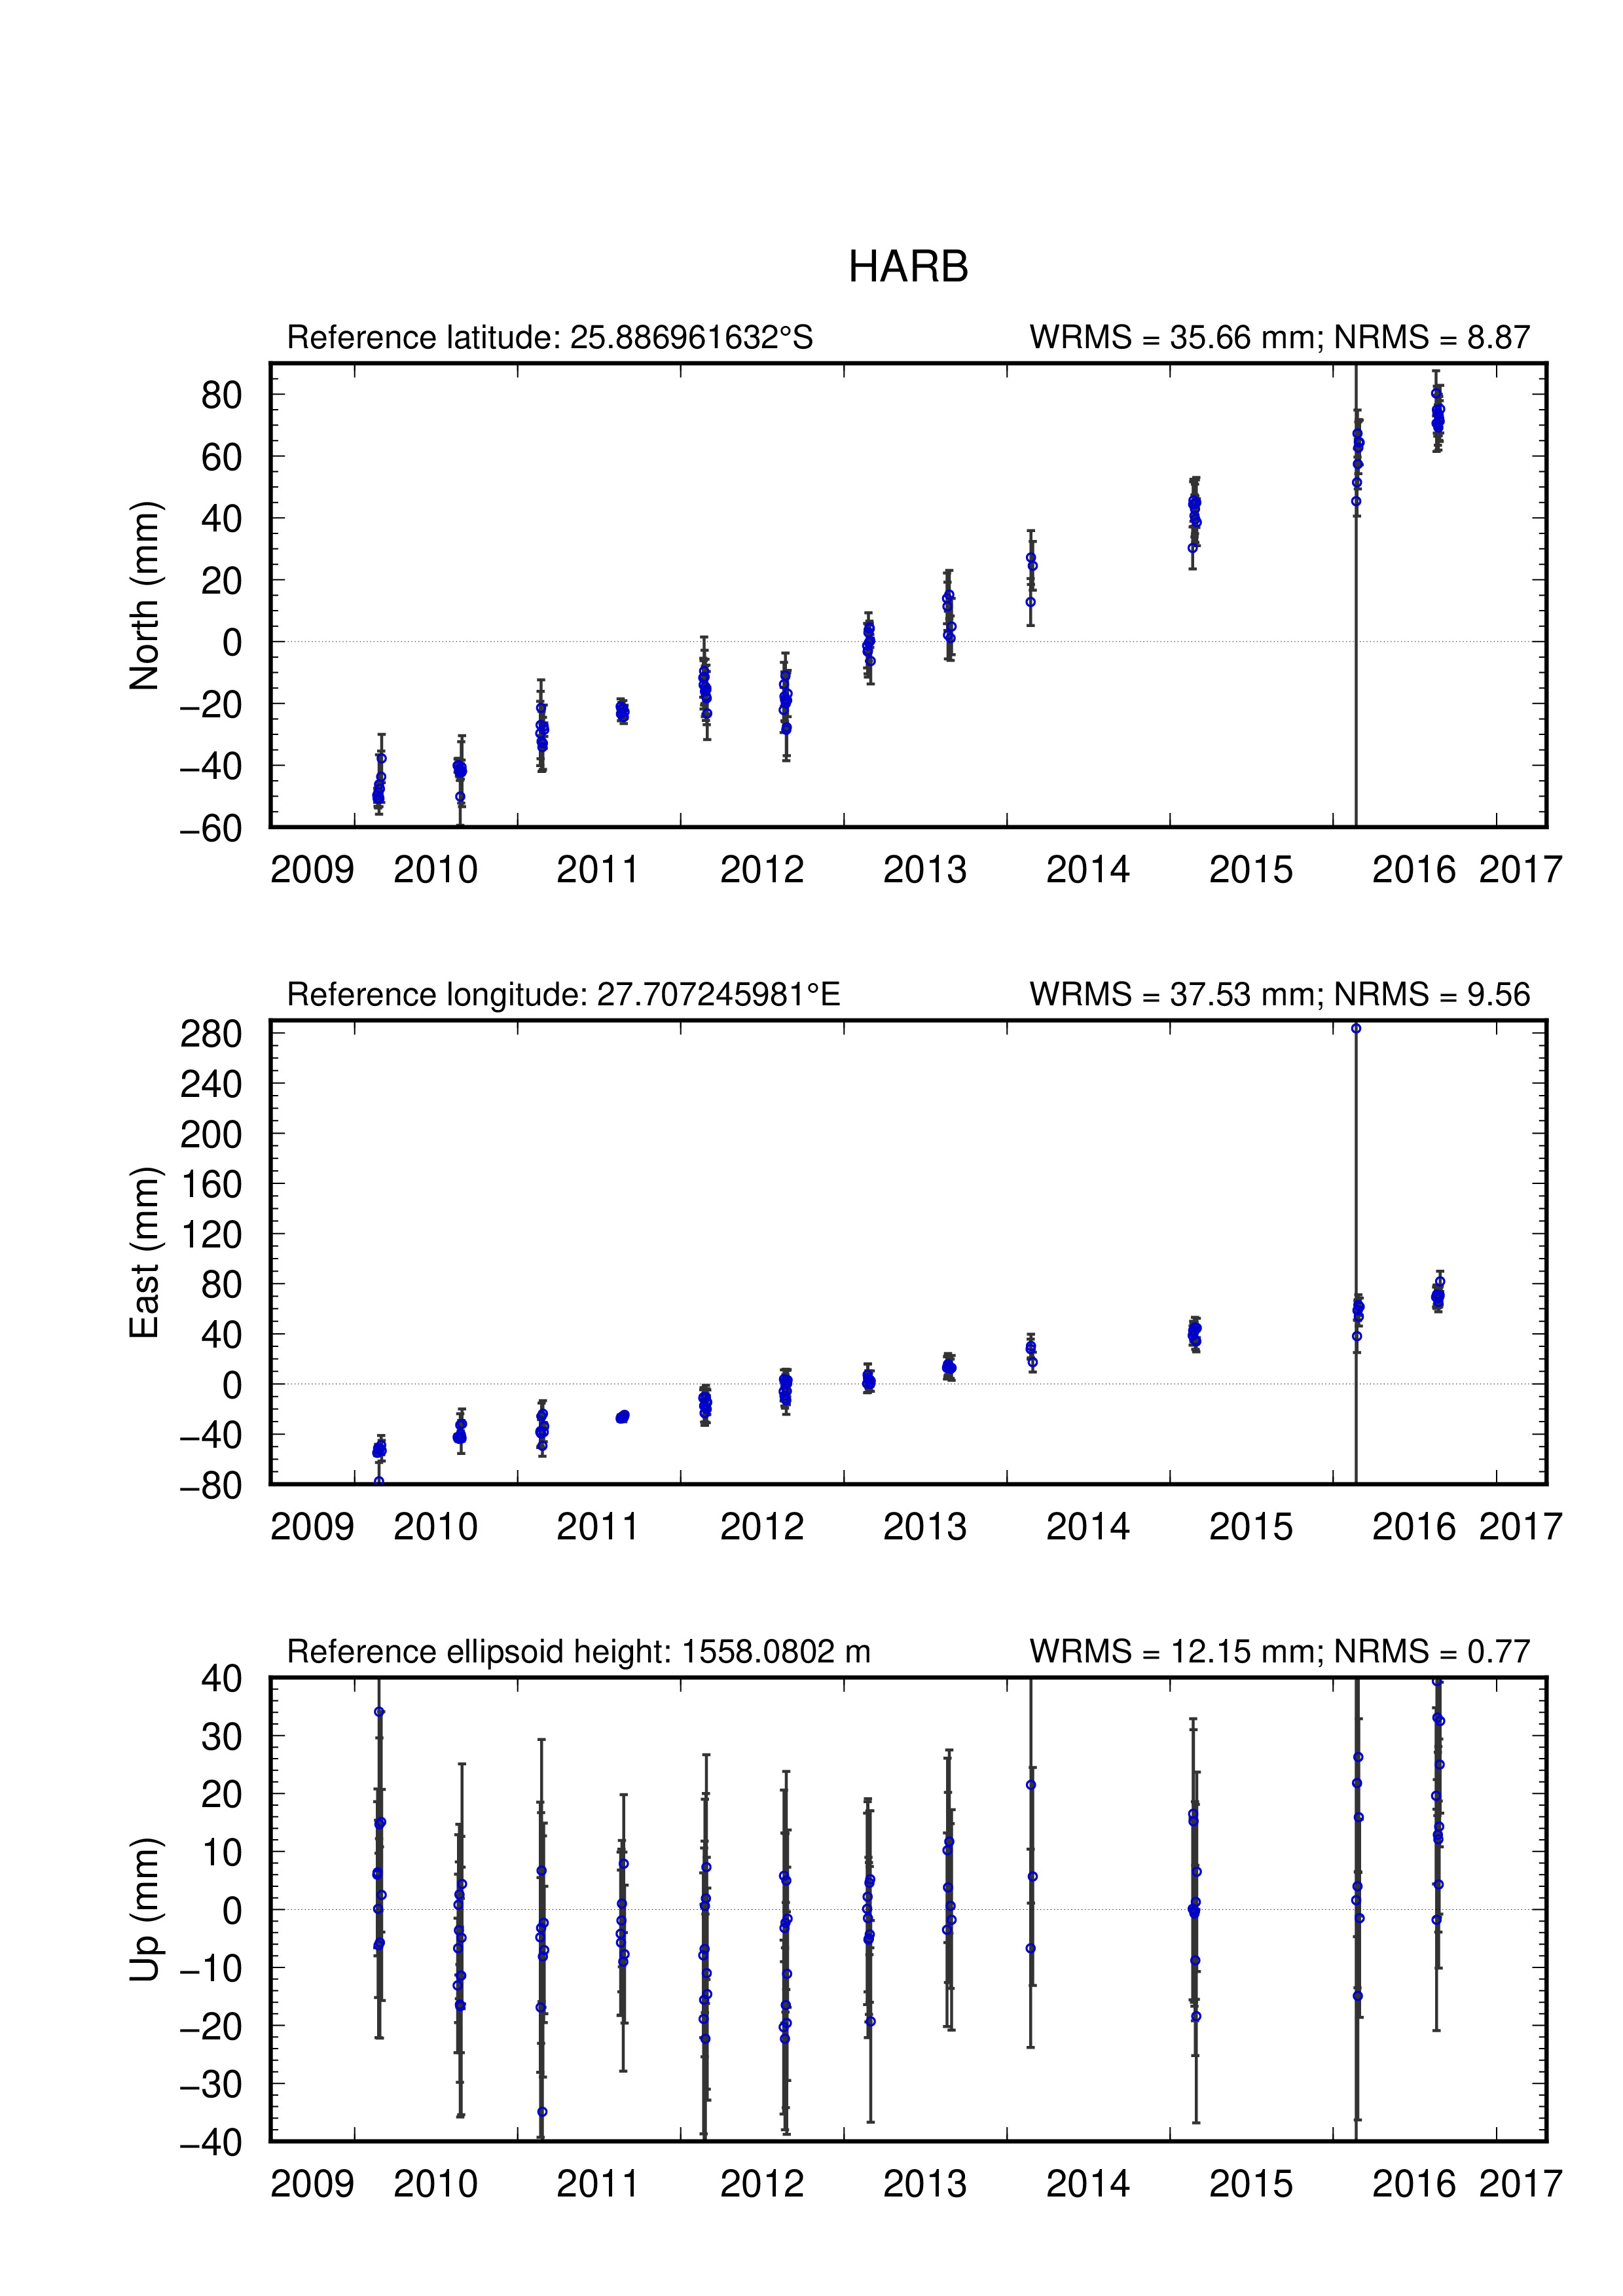 HARB
Reference latitude: 25.886961632°S WRMS = 35.66 mm; NRMS = 8.87
North (mm)
80
60
40
20
0
−20
−40
−60
2009 2010 2011 2012 2013 2014 2015 2016 2017
Reference longitude: 27.707245981°E WRMS = 37.53 mm; NRMS = 9.56
East (mm)
280
240
200
160
120
80
40
0
−40
−80
2009 2010 2011 2012 2013 2014 2015 2016 2017
Reference ellipsoid height: 1558.0802 m WRMS = 12.15 mm; NRMS = 0.77
Up (mm)
40
30
20
10
0
−10
−20
−30
−40
2009 2010 2011 2012 2013 2014 2015 2016 2017